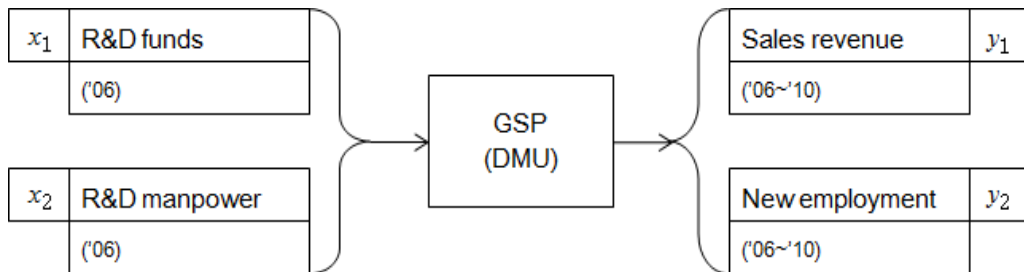 x1 R&D funds
('06)
x2 R&D manpower
('06)
GSP
(DMU)
Sales revenue y1
('06~'10)
New employment y2
('06~'10)